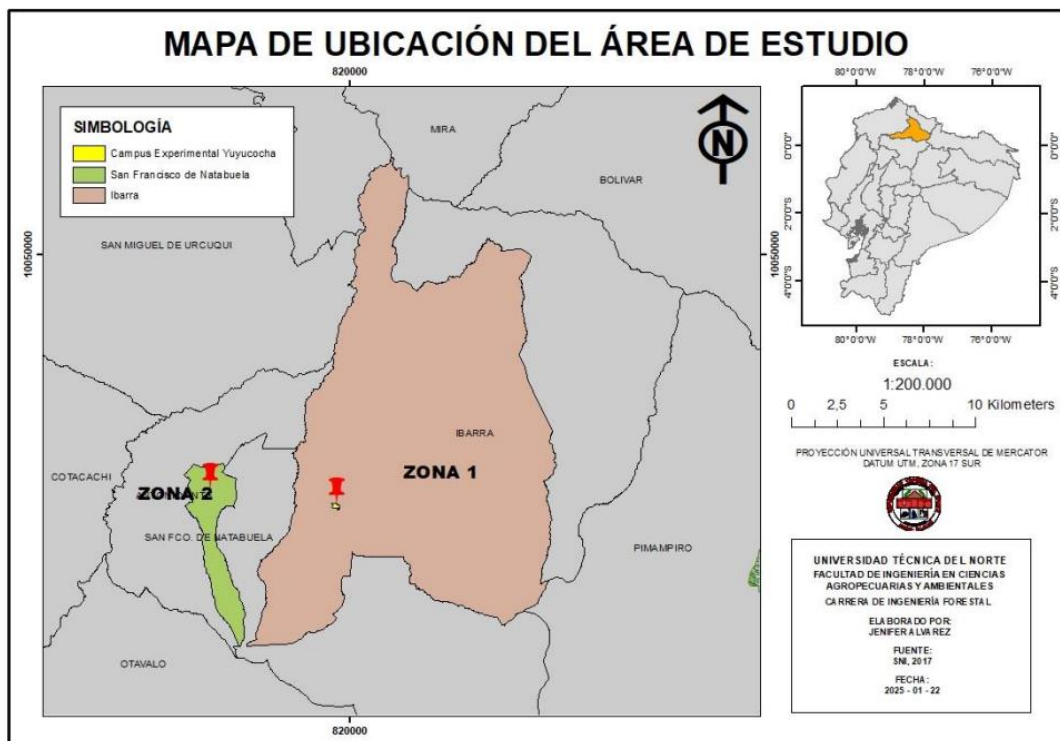 MAPA DE UBICACIÓN DEL ÁREA DE ESTUDIO
820000
SIMBOLOGÍA
Campus Experimental Yuyucocha
San Francisco de Natabuela
Ibarra
MIRA
BOLIVAR
SAN MIGUEL DE URCUQUI
N
10050000
10050000
IBARRA
ZONA 1
COTACACHI
ZONA 2
SAN FCO. DE NATABUELA
PIMAMPIRO
OTAVALO
820000
80°0'0"W 78°0'0"W 76°0'0"W
0°0'0" 0°0'0"
2°0'0"S 2°0'0"S
4°0'0"S 4°0'0"S
80°0'0"W 78°0'0"W 76°0'0"W
ESCALA:
1:200.000
0 2,5 5 10 Kilometers
PROYECCIÓN UNIVERSAL TRANSVERSAL DE MERCATOR
DATUM UTM, ZONA 17 SUR
UNIVERSIDAD TÉCNICA DEL NORTE
FACULTAD DE INGENIERÍA EN CIENCIAS
AGROPECUARIAS Y AMBIENTALES
CARRERA DE INGENIERÍA FORESTAL
ELABORADO POR:
JENIFER ALVAREZ
FUENTE:
SNI, 2017
FECHA:
2025 - 01 - 22